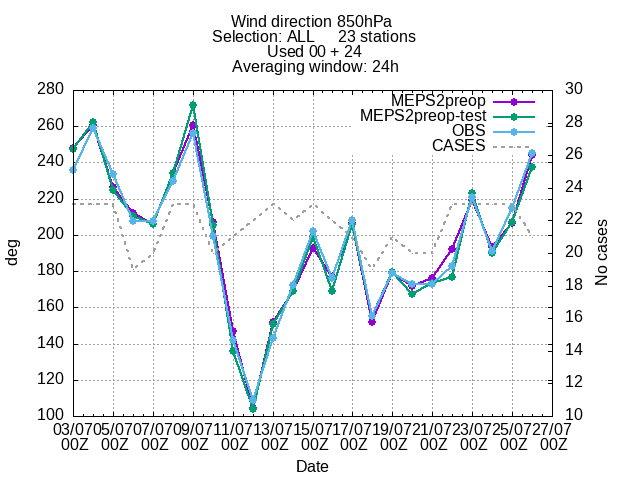 Wind direction 850hPa
Selection: ALL 23 stations
Used 00 + 24
Averaging window: 24h
280 30
MEPS2preop
MEPS2preop-test
OBS
CASES
260 28
240 26
220 24
200 22
180 20
160 18
140 16
120 14
100 12
10
deg
No cases
03/07 05/07 07/07 09/07 11/07 13/07 15/07 17/07 19/07 21/07 23/07 25/07 27/07
00Z 00Z 00Z 00Z 00Z 00Z 00Z 00Z 00Z 00Z 00Z 00Z 00Z
Date